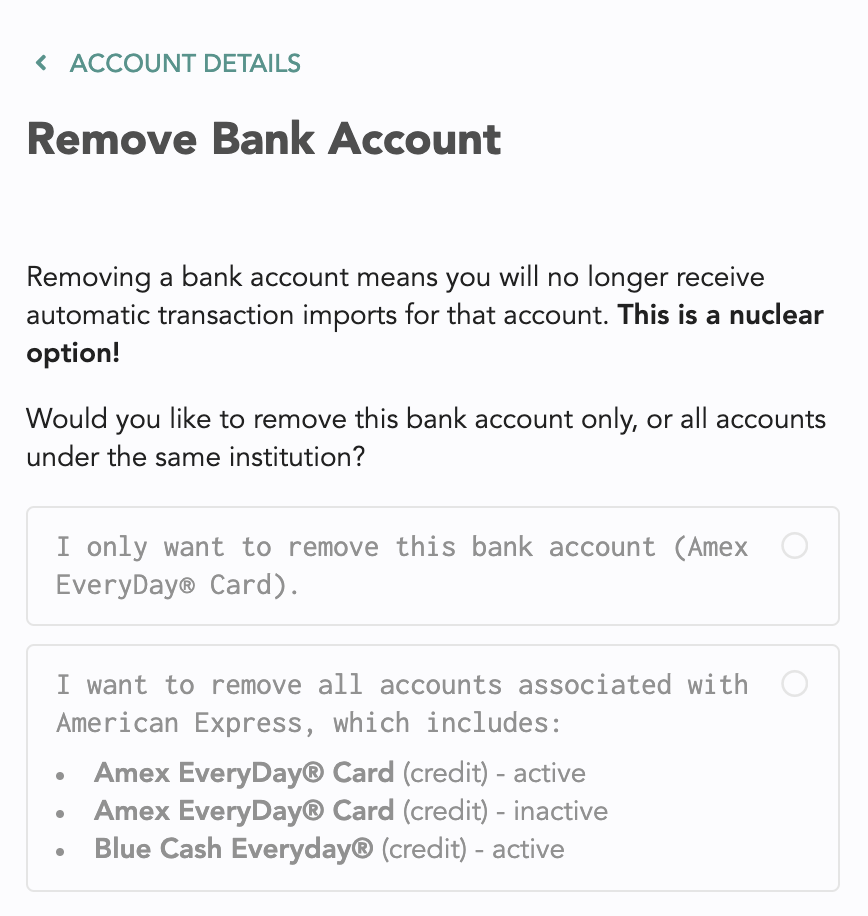 ACCOUNT DETAILS
Remove Bank Account
Removing a bank account means you will no longer receive
automatic transaction imports for that account. This is a nuclear
option!
Would you like to remove this bank account only, or all accounts
under the same institution?
I only want to remove this bank account (Amex
EveryDay® Card).
I want to remove all accounts associated with
American Express, which includes:
• Amex EveryDay® Card (credit) - active
• Amex EveryDay® Card (credit) - inactive
• Blue Cash Everyday® (credit) - active